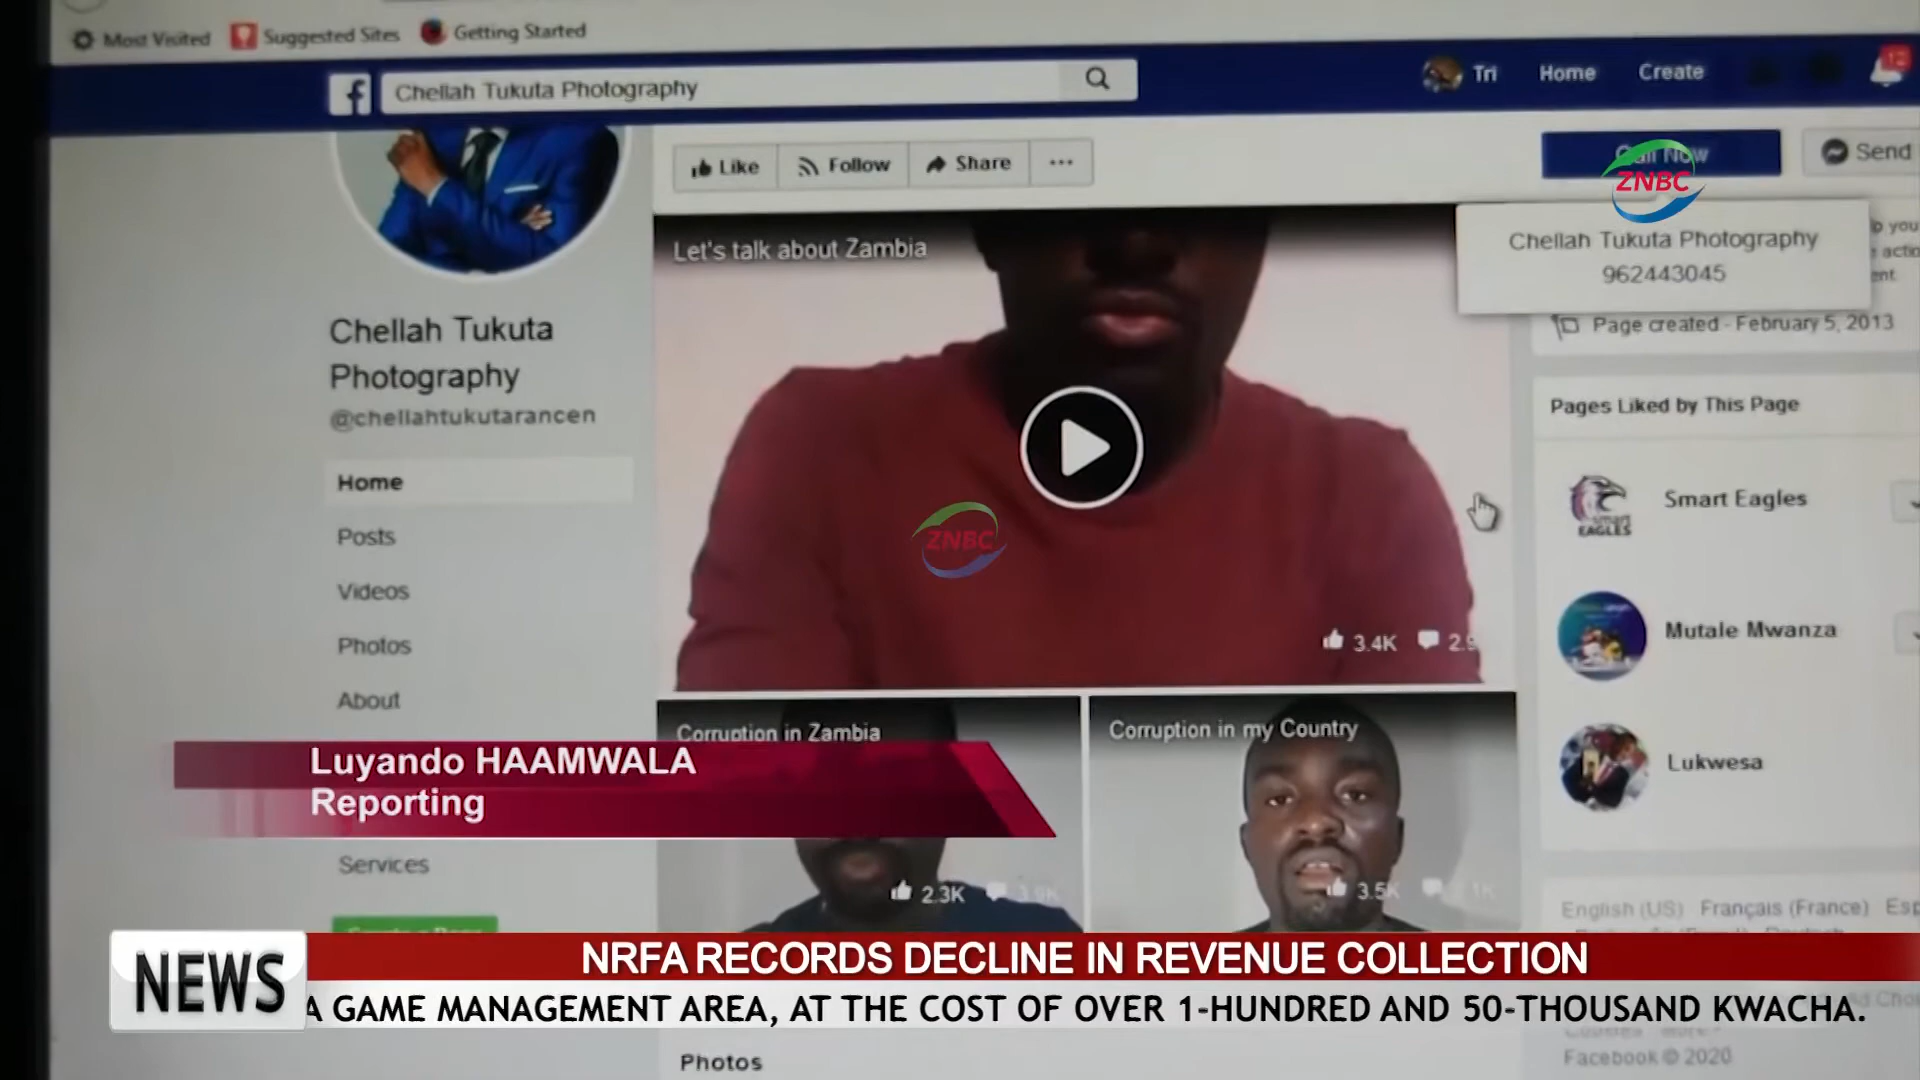 Most Visited
Suggested Sites
Getting Started
Chellah Tukuta Photography
Tri
Home
Create
12
Like
Follow
Share
Call Now
Send
ZNBC
Let's talk about Zambia
Chellah Tukuta Photography
962443045
Page created - February 5, 2013
Chellah Tukuta
Photography
@chellahtukutarancen
Home
Posts
Videos
Photos
About
Services
ZNBC
3.4K
Pages Liked by This Page
Smart Eagles
EAGLES
Mutale Mwanza
Lukwesa
Corruption in Zambia
2.3K
Corruption in my Country
3.5K
Luyando HAAMWALA
Reporting
English (US) Français (France) Esp
NEWS
NRFA RECORDS DECLINE IN REVENUE COLLECTION
A GAME MANAGEMENT AREA, AT THE COST OF OVER 1-HUNDRED AND 50-THOUSAND KWACHA.
Photos
Facebook © 2020